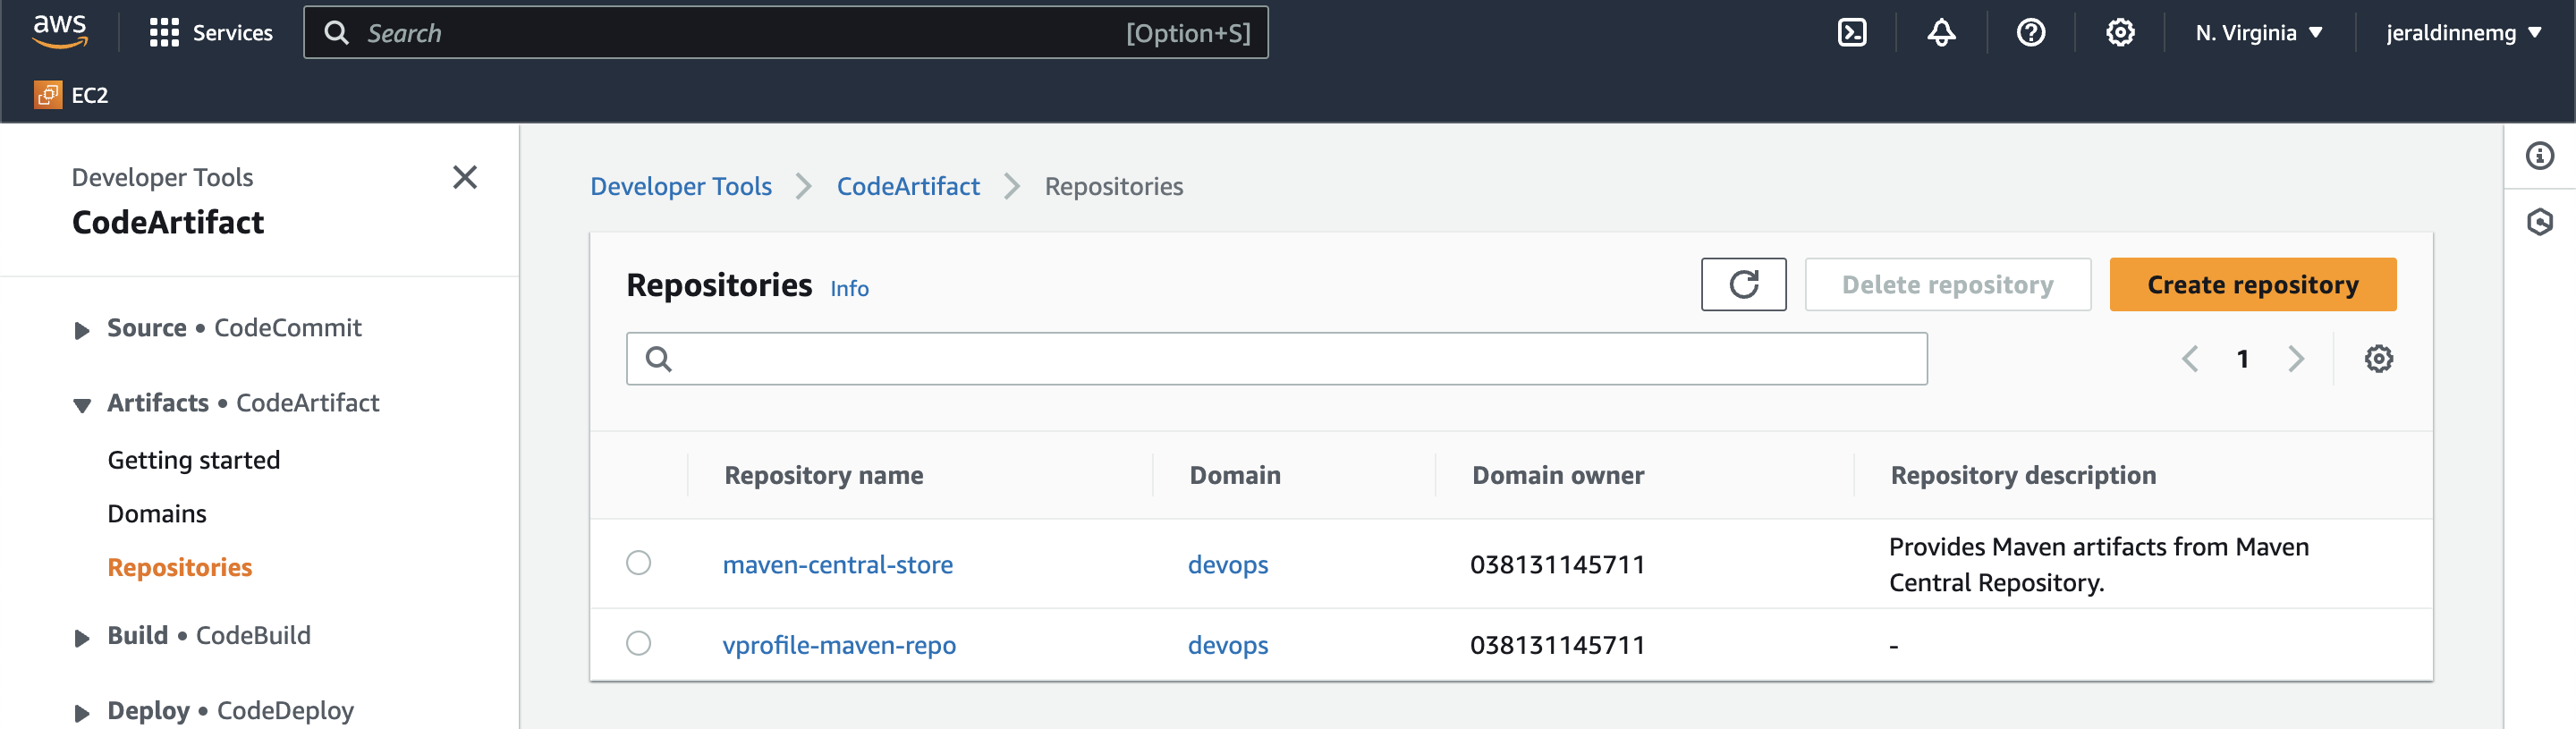 aws
Services
Search
[Option+S]
N. Virginia
jeraldinnemg
EC2
Developer Tools
CodeArtifact
Source • CodeCommit
Artifacts • CodeArtifact
Getting started
Domains
Repositories
Build • CodeBuild
Deploy • CodeDeploy
Developer Tools
CodeArtifact
Repositories
Repositories Info
Delete repository
Create repository
1
Repository name
Domain
Domain owner
Repository description
maven-central-store
devops
038131145711
Provides Maven artifacts from Maven
Central Repository.
vprofile-maven-repo
devops
038131145711
-